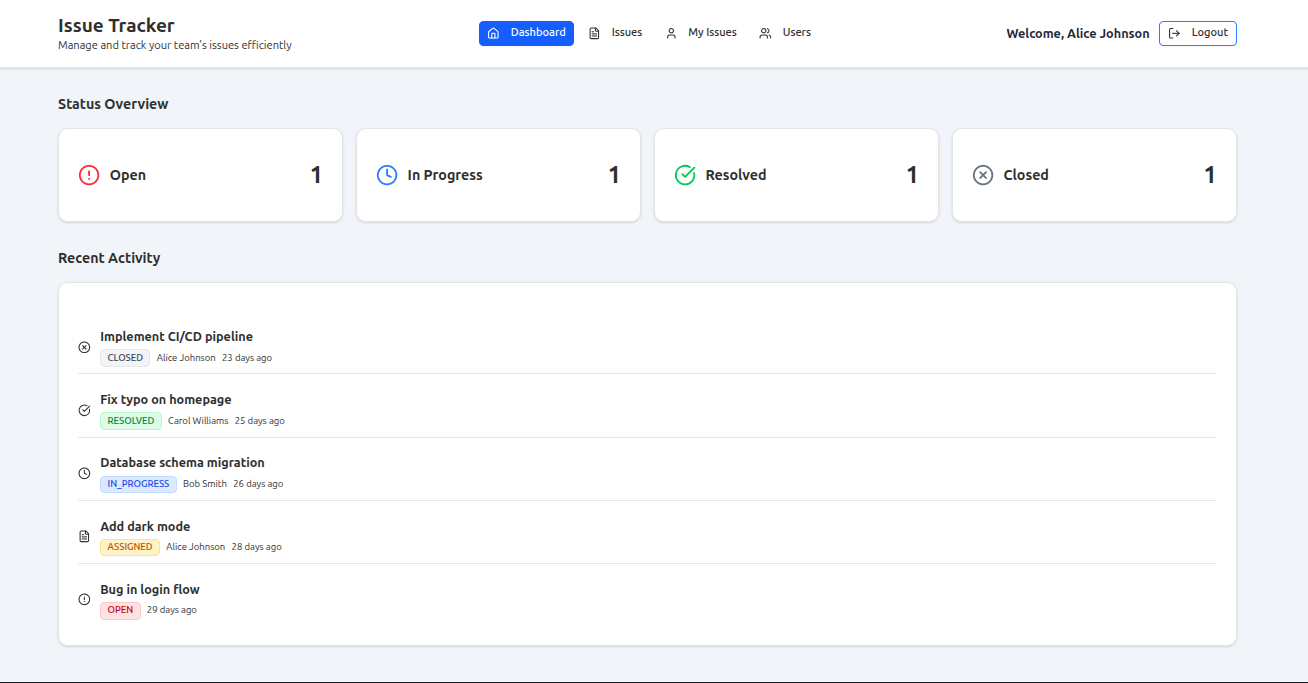 Issue Tracker
Manage and track your team's issues efficiently
Dashboard
Issues
My Issues
Users
Welcome, Alice Johnson
Logout
Status Overview
Open 1
In Progress 1
Resolved 1
Closed 1
Recent Activity
Implement CI/CD pipeline
CLOSED Alice Johnson 23 days ago
Fix typo on homepage
RESOLVED Carol Williams 25 days ago
Database schema migration
IN_PROGRESS Bob Smith 26 days ago
Add dark mode
ASSIGNED Alice Johnson 28 days ago
Bug in login flow
OPEN 29 days ago